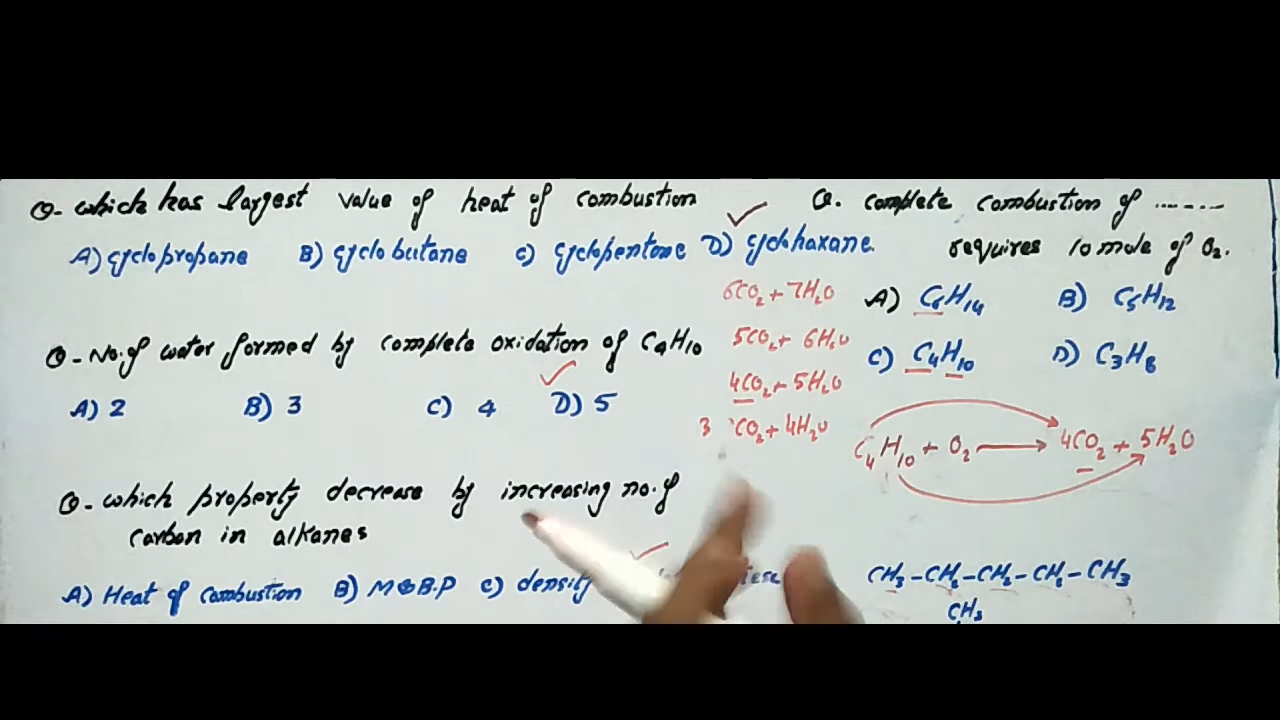 Q- which has largest value of heat of combustion
A) cyclopropane B) cyclobutane C) cyclopentane D) cyclohaxane.
Q- No. of water formed by complete oxidation of C4H10
A) 2 B) 3 C) 4 D) 5
Q- which property decrease by increasing no. of
carbon in alkanes
A) Heat of combustion B) M&B.P C) density
Q. complete combustion of .......
requires 10 mole of O2.
A) C6H14 B) C5H12
C) C4H10 D) C3H8
6CO2 + 7H2O
5CO2 + 6H2O
4CO2 + 5H2O
3 CO2 + 4H2O
C4H10 + O2 → 4CO2 + 5H2O
CH3-CH2-CH2-CH2-CH3
CH3